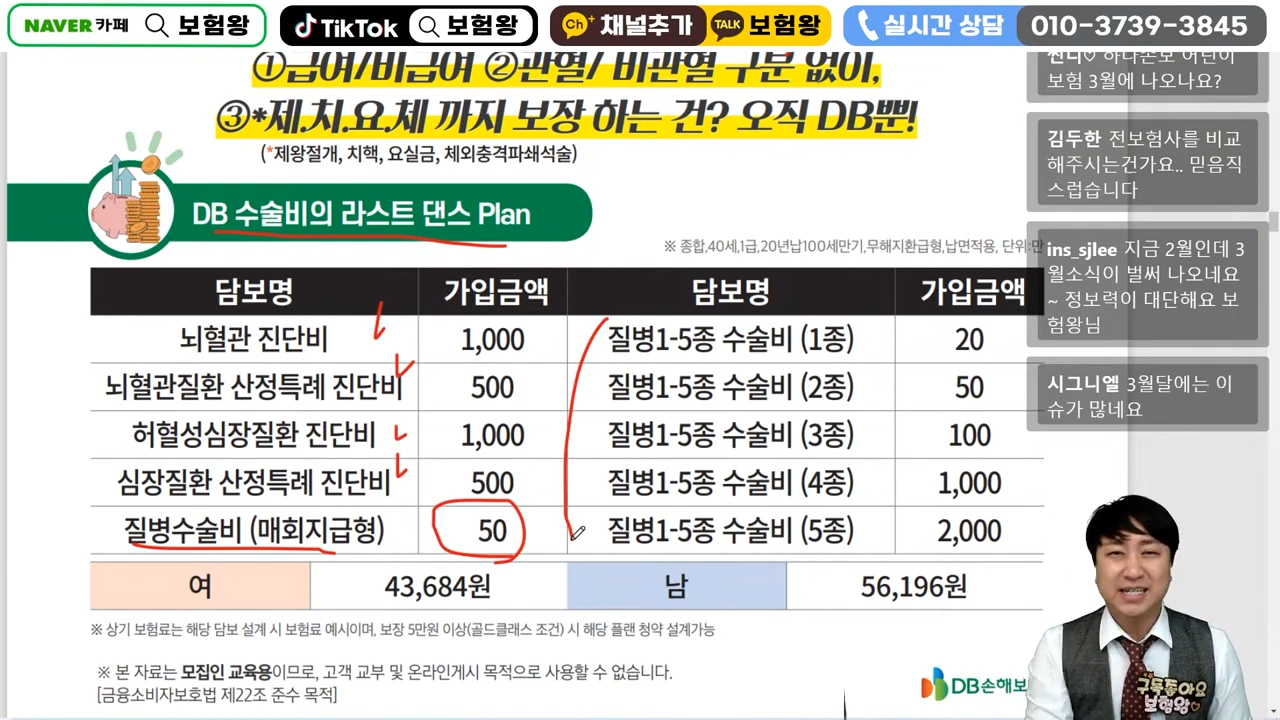 NAVER 카페 보험왕
TikTok 보험왕
Ch+ 채널추가 TALK 보험왕
실시간 상담 010-3739-3845
①급여/비급여 ②관혈/ 비관혈 구분 없이,
③*제.치.요.체 까지 보장 하는 건? 오직 DB뿐!
(*제왕절개, 치핵, 요실금, 체외충격파쇄석술)
DB 수술비의 라스트 댄스 Plan
※ 종합,40세,1급,20년납100세만기,무해지환급형,납면적용, 단위:만
담보명 가입금액 담보명 가입금액
뇌혈관 진단비 1,000 질병1-5종 수술비 (1종) 20
뇌혈관질환 산정특례 진단비 500 질병1-5종 수술비 (2종) 50
허혈성심장질환 진단비 1,000 질병1-5종 수술비 (3종) 100
심장질환 산정특례 진단비 500 질병1-5종 수술비 (4종) 1,000
질병수술비 (매회지급형) 50 질병1-5종 수술비 (5종) 2,000
여 43,684원 남 56,196원
※ 상기 보험료는 해당 담보 설계 시 보험료 예시이며, 보장 5만원 이상(골드클래스 조건) 시 해당 플랜 청약 설계가능
※ 본 자료는 모집인 교육용이므로, 고객 교부 및 온라인게시 목적으로 사용할 수 없습니다.
[금융소비자보호법 제22조 준수 목적]
DB손해보
하나손보 어린이
보험 3월에 나오나요?
김두한 전보험사를 비교
해주시는건가요.. 믿음직
스럽습니다
ins_sjlee 지금 2월인데 3
월소식이 벌써 나오네요
~ 정보력이 대단해요 보
험왕님
시그니엘 3월달에는 이
슈가 많네요
구독좋아요
보험왕♡